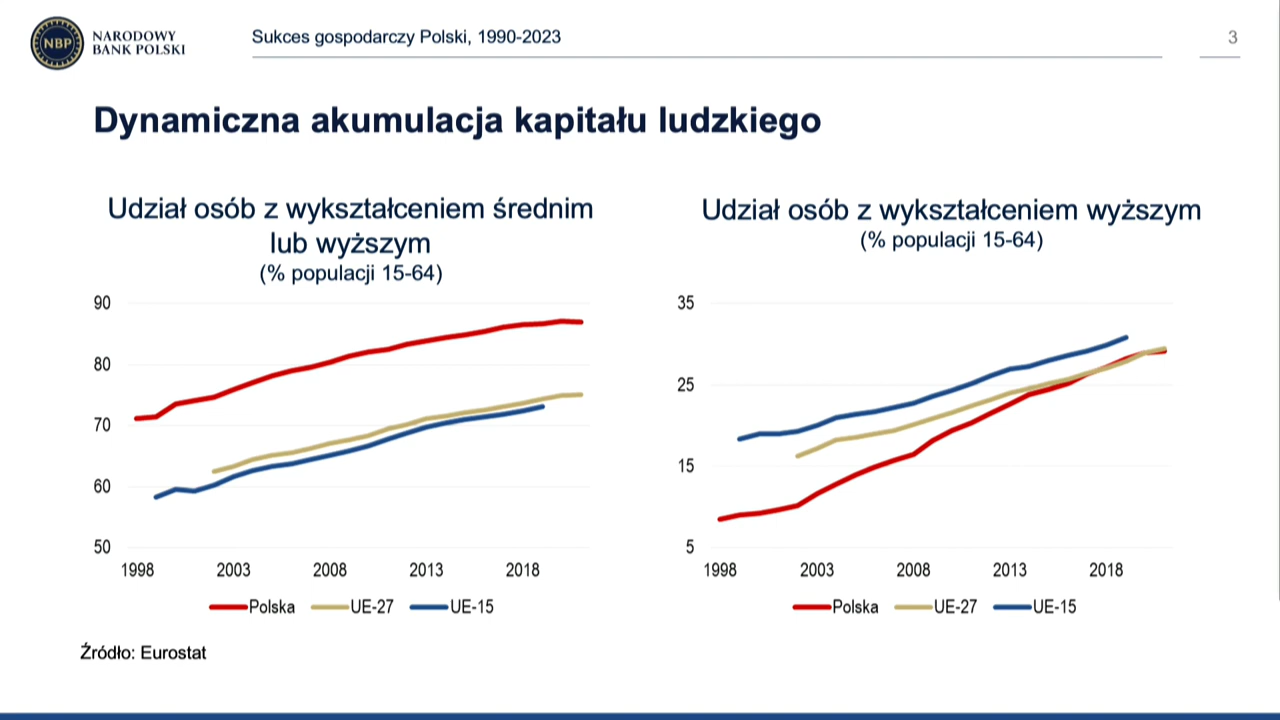 NBP
NARODOWY
BANK POLSKI
Sukces gospodarczy Polski, 1990-2023
3
Dynamiczna akumulacja kapitału ludzkiego
Udział osób z wykształceniem średnim
lub wyższym
(% populacji 15-64)
90
80
70
60
50
1998 2003 2008 2013 2018
Polska UE-27 UE-15
Udział osób z wykształceniem wyższym
(% populacji 15-64)
35
25
15
5
1998 2003 2008 2013 2018
Polska UE-27 UE-15
Źródło: Eurostat